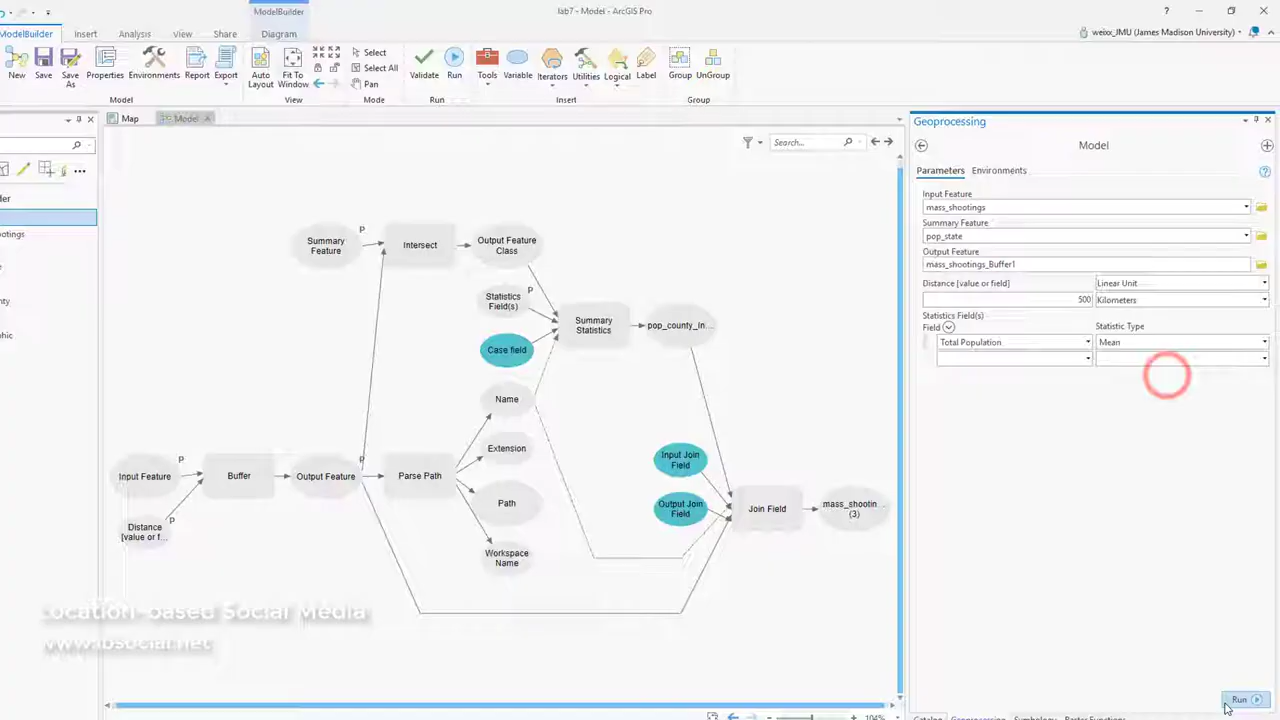 ModelBuilder
lab7 - Model - ArcGIS Pro
?
ModelBuilder Insert Analysis View Share Diagram
weixx_JMU (James Madison University)
New Save Save As Properties Environments Report Export
Auto Layout Fit To Window
Select
Select All
Pan
Validate Run Tools Variable Iterators Utilities Logical Label Group UnGroup
Model View Mode Run Insert Group
Map Model
Search...
Summary Feature
P
Intersect
Output Feature Class
Statistics Field(s)
P
Summary Statistics
pop_county_In...
Case field
Name
Extension
Input Join Field
Input Feature
P
Buffer
Output Feature
P
Parse Path
Path
Output Join Field
Join Field
mass_shootin... (3)
Distance [value or f...
P
Workspace Name
Location-based Social Media
www.lbsocial.net
104%
Geoprocessing
Model
Parameters Environments
Input Feature
mass_shootings
Summary Feature
pop_state
Output Feature
mass_shootings_Buffer1
Distance [value or field] Linear Unit
500 Kilometers
Statistics Field(s)
Field Statistic Type
Total Population Mean
Run
Catalog Geoprocessing Symbology Raster Functions